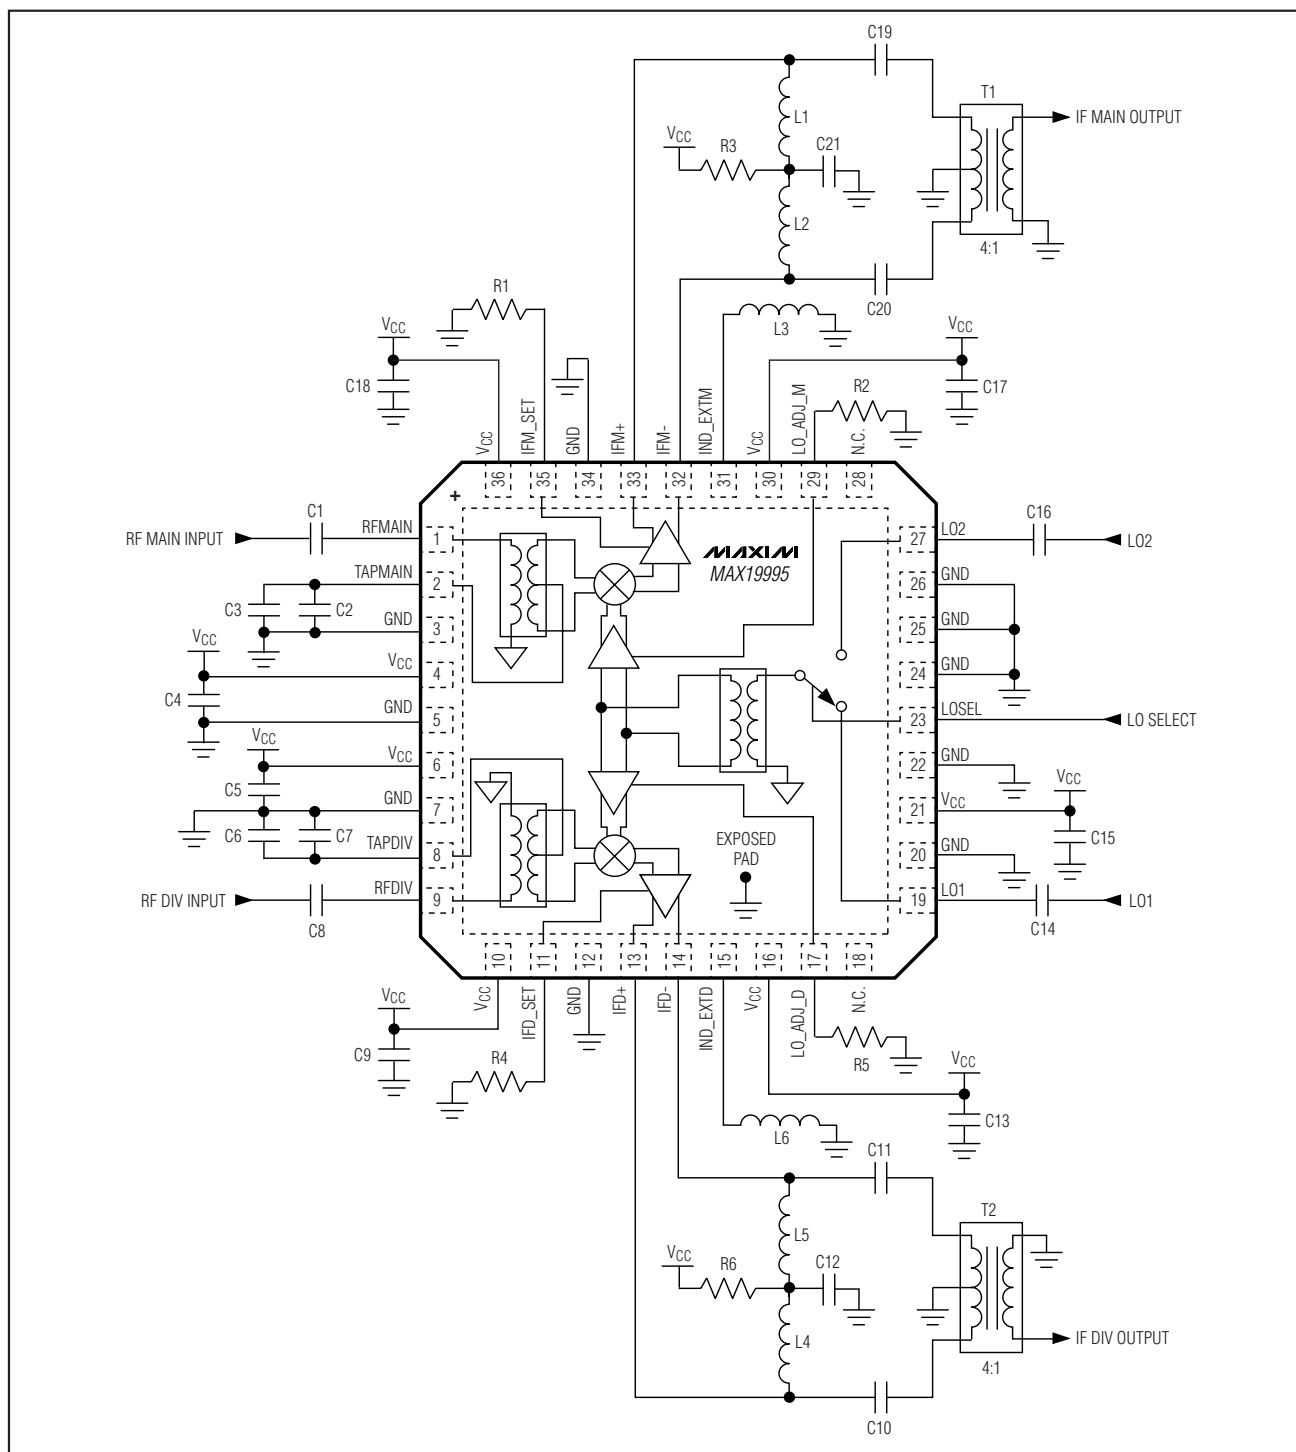 C19
T1
IF MAIN OUTPUT
L1
VCC
R3
C21
L2
4:1
C20
R1
L3
VCC
VCC
C18
R2
C17
VCC
IFM_SET
GND
IFM+
IFM-
IND_EXTM
VCC
LO_ADJ_M
N.C.
36
35
34
33
32
31
30
29
28
+
C1
RFMAIN
C16
RF MAIN INPUT
1
MAXIM
MAX19995
27
LO2
LO2
TAPMAIN
2
26
GND
C3
C2
GND
3
25
GND
VCC
VCC
4
24
GND
C4
GND
5
23
LOSEL
LO SELECT
VCC
VCC
6
22
GND
C5
VCC
GND
7
21
VCC
C6
C7
EXPOSED
PAD
C15
TAPDIV
8
20
GND
RFDIV
RF DIV INPUT
9
19
LO1
LO1
C8
C14
10
11
12
13
14
15
16
17
18
VCC
IFD_SET
GND
IFD+
IFD-
IND_EXTD
VCC
LO_ADJ_D
N.C.
VCC
C9
R4
R5
VCC
C13
L6
C11
T2
L5
VCC
R6
C12
L4
IF DIV OUTPUT
4:1
C10